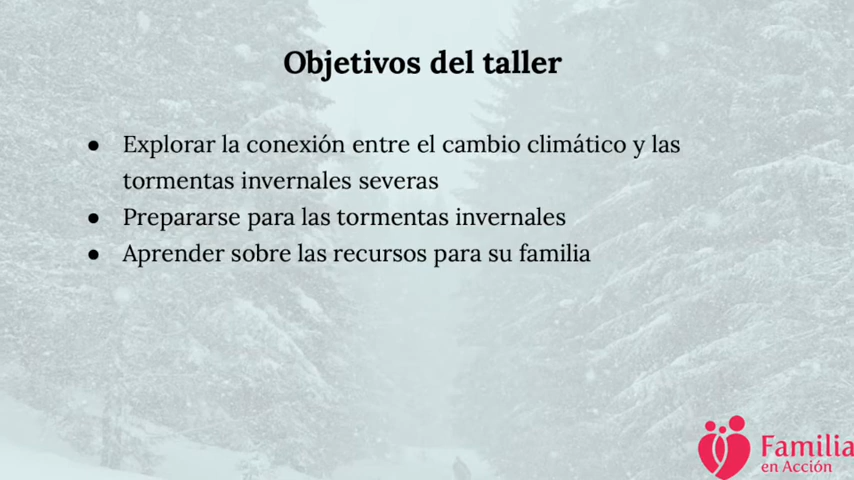 Objetivos del taller
● Explorar la conexión entre el cambio climático y las
tormentas invernales severas
● Prepararse para las tormentas invernales
● Aprender sobre las recursos para su familia
Familia
en Acción